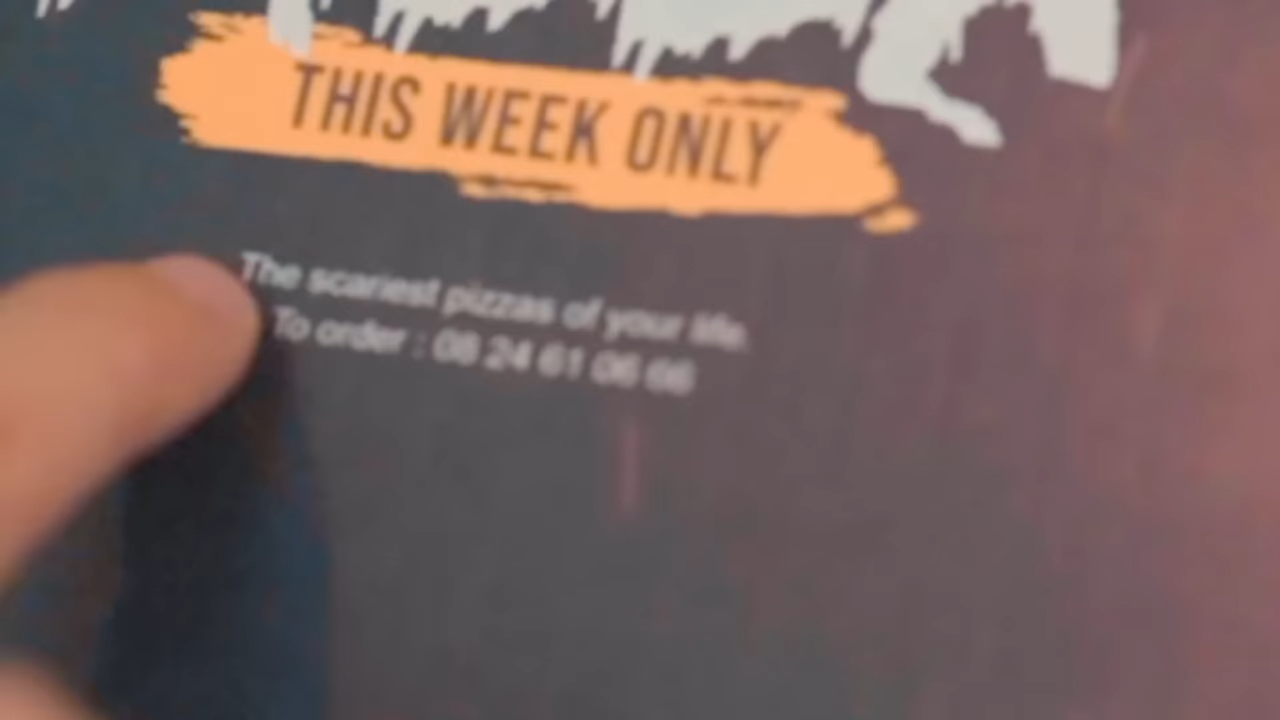 THIS WEEK ONLY
The scariest pizzas of your life.
To order : 08 24 61 06 66